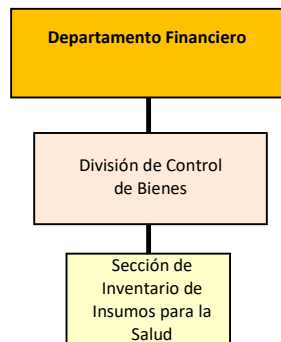 Departamento Financiero
División de Control
de Bienes
Sección de
Inventario de
Insumos para la
Salud